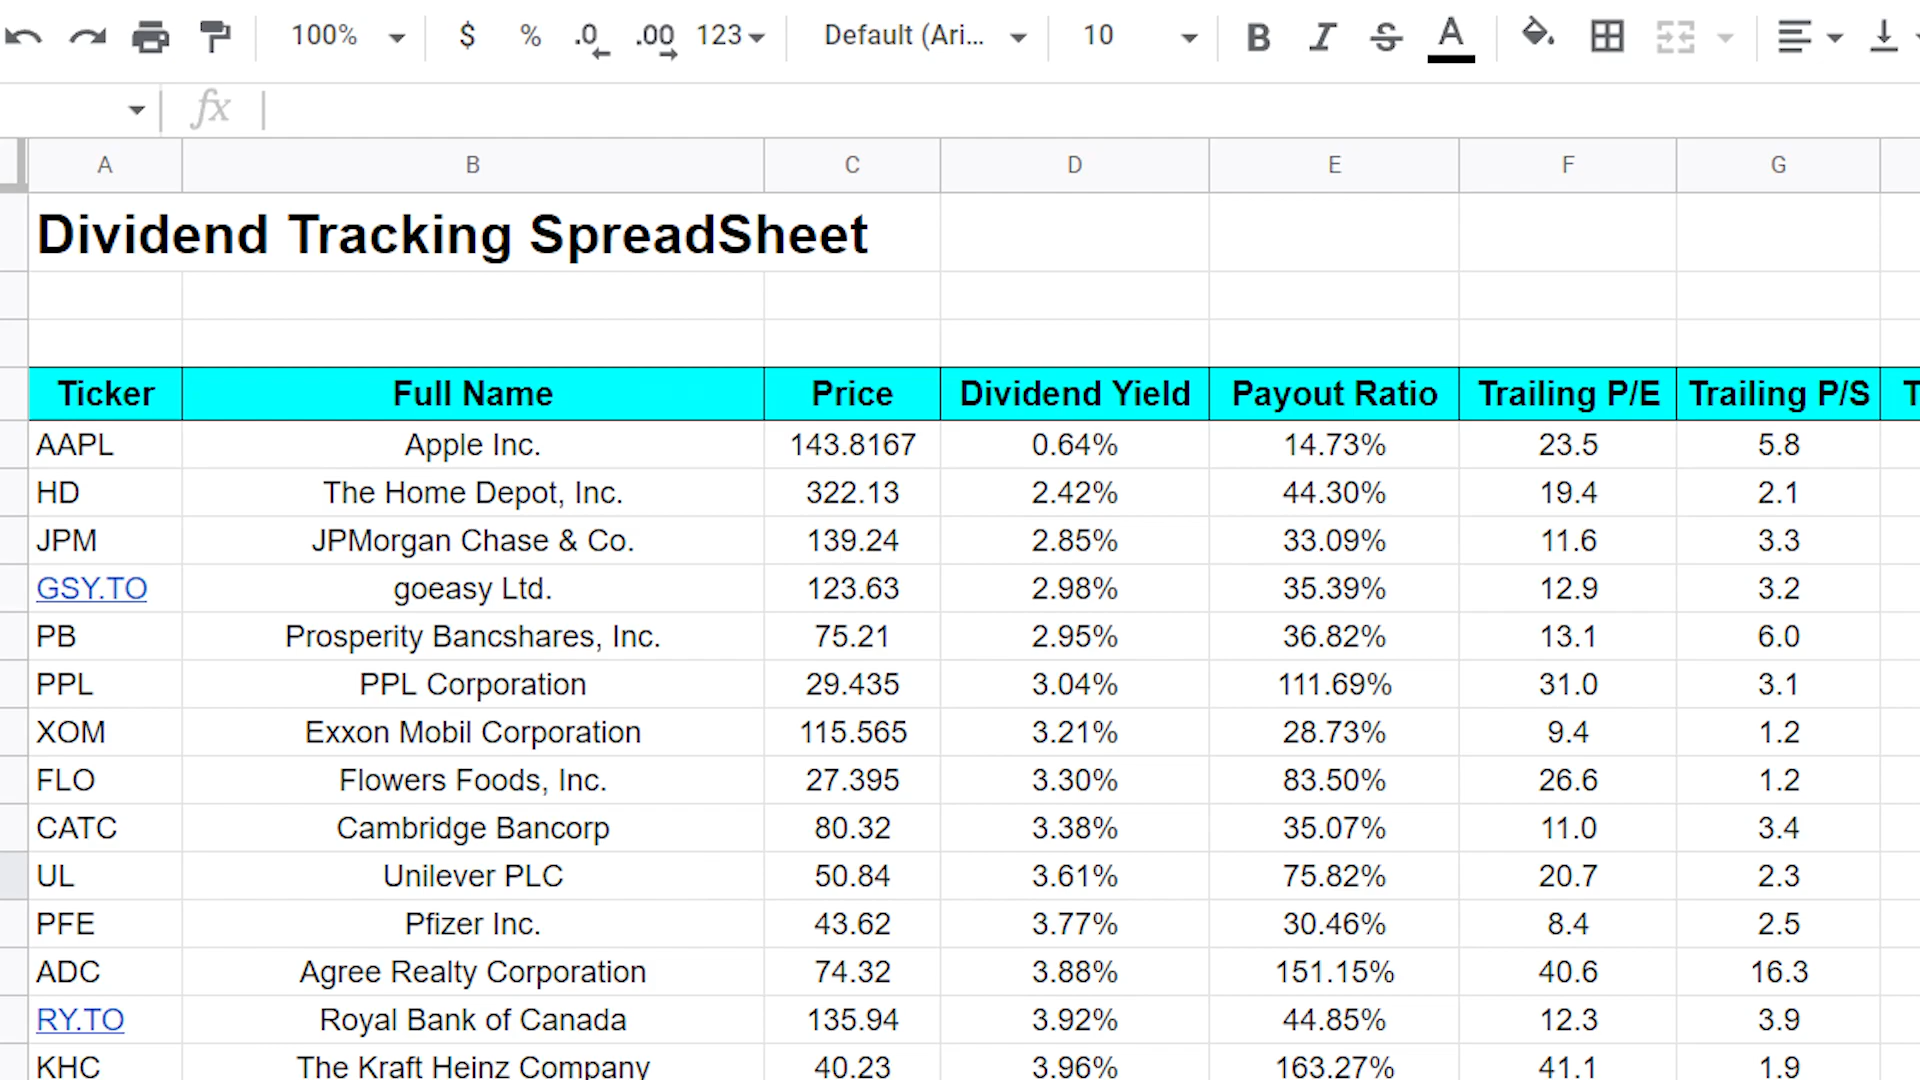 100% $ % .0 .00 123 Default (Ari... 10 B I S A
fx
A B C D E F G
Dividend Tracking SpreadSheet
Ticker Full Name Price Dividend Yield Payout Ratio Trailing P/E Trailing P/S T
AAPL Apple Inc. 143.8167 0.64% 14.73% 23.5 5.8
HD The Home Depot, Inc. 322.13 2.42% 44.30% 19.4 2.1
JPM JPMorgan Chase & Co. 139.24 2.85% 33.09% 11.6 3.3
GSY.TO goeasy Ltd. 123.63 2.98% 35.39% 12.9 3.2
PB Prosperity Bancshares, Inc. 75.21 2.95% 36.82% 13.1 6.0
PPL PPL Corporation 29.435 3.04% 111.69% 31.0 3.1
XOM Exxon Mobil Corporation 115.565 3.21% 28.73% 9.4 1.2
FLO Flowers Foods, Inc. 27.395 3.30% 83.50% 26.6 1.2
CATC Cambridge Bancorp 80.32 3.38% 35.07% 11.0 3.4
UL Unilever PLC 50.84 3.61% 75.82% 20.7 2.3
PFE Pfizer Inc. 43.62 3.77% 30.46% 8.4 2.5
ADC Agree Realty Corporation 74.32 3.88% 151.15% 40.6 16.3
RY.TO Royal Bank of Canada 135.94 3.92% 44.85% 12.3 3.9
KHC The Kraft Heinz Company 40.23 3.96% 163.27% 41.1 1.9